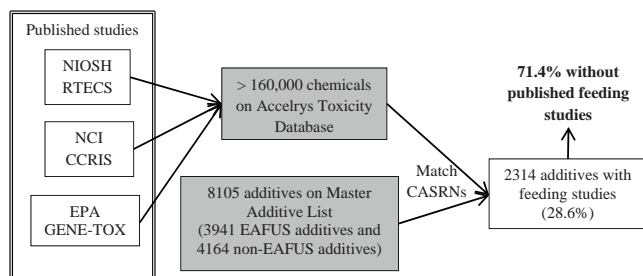 Published studies
NIOSH
RTECS
NCI
CCRIS
EPA
GENE-TOX
> 160,000 chemicals
on Accelrys Toxicity
Database
8105 additives on Master
Additive List
(3941 EAFUS additives and
4164 non-EAFUS additives)
Match
CASRNs
71.4% without
published feeding
studies
2314 additives with
feeding studies
(28.6%)